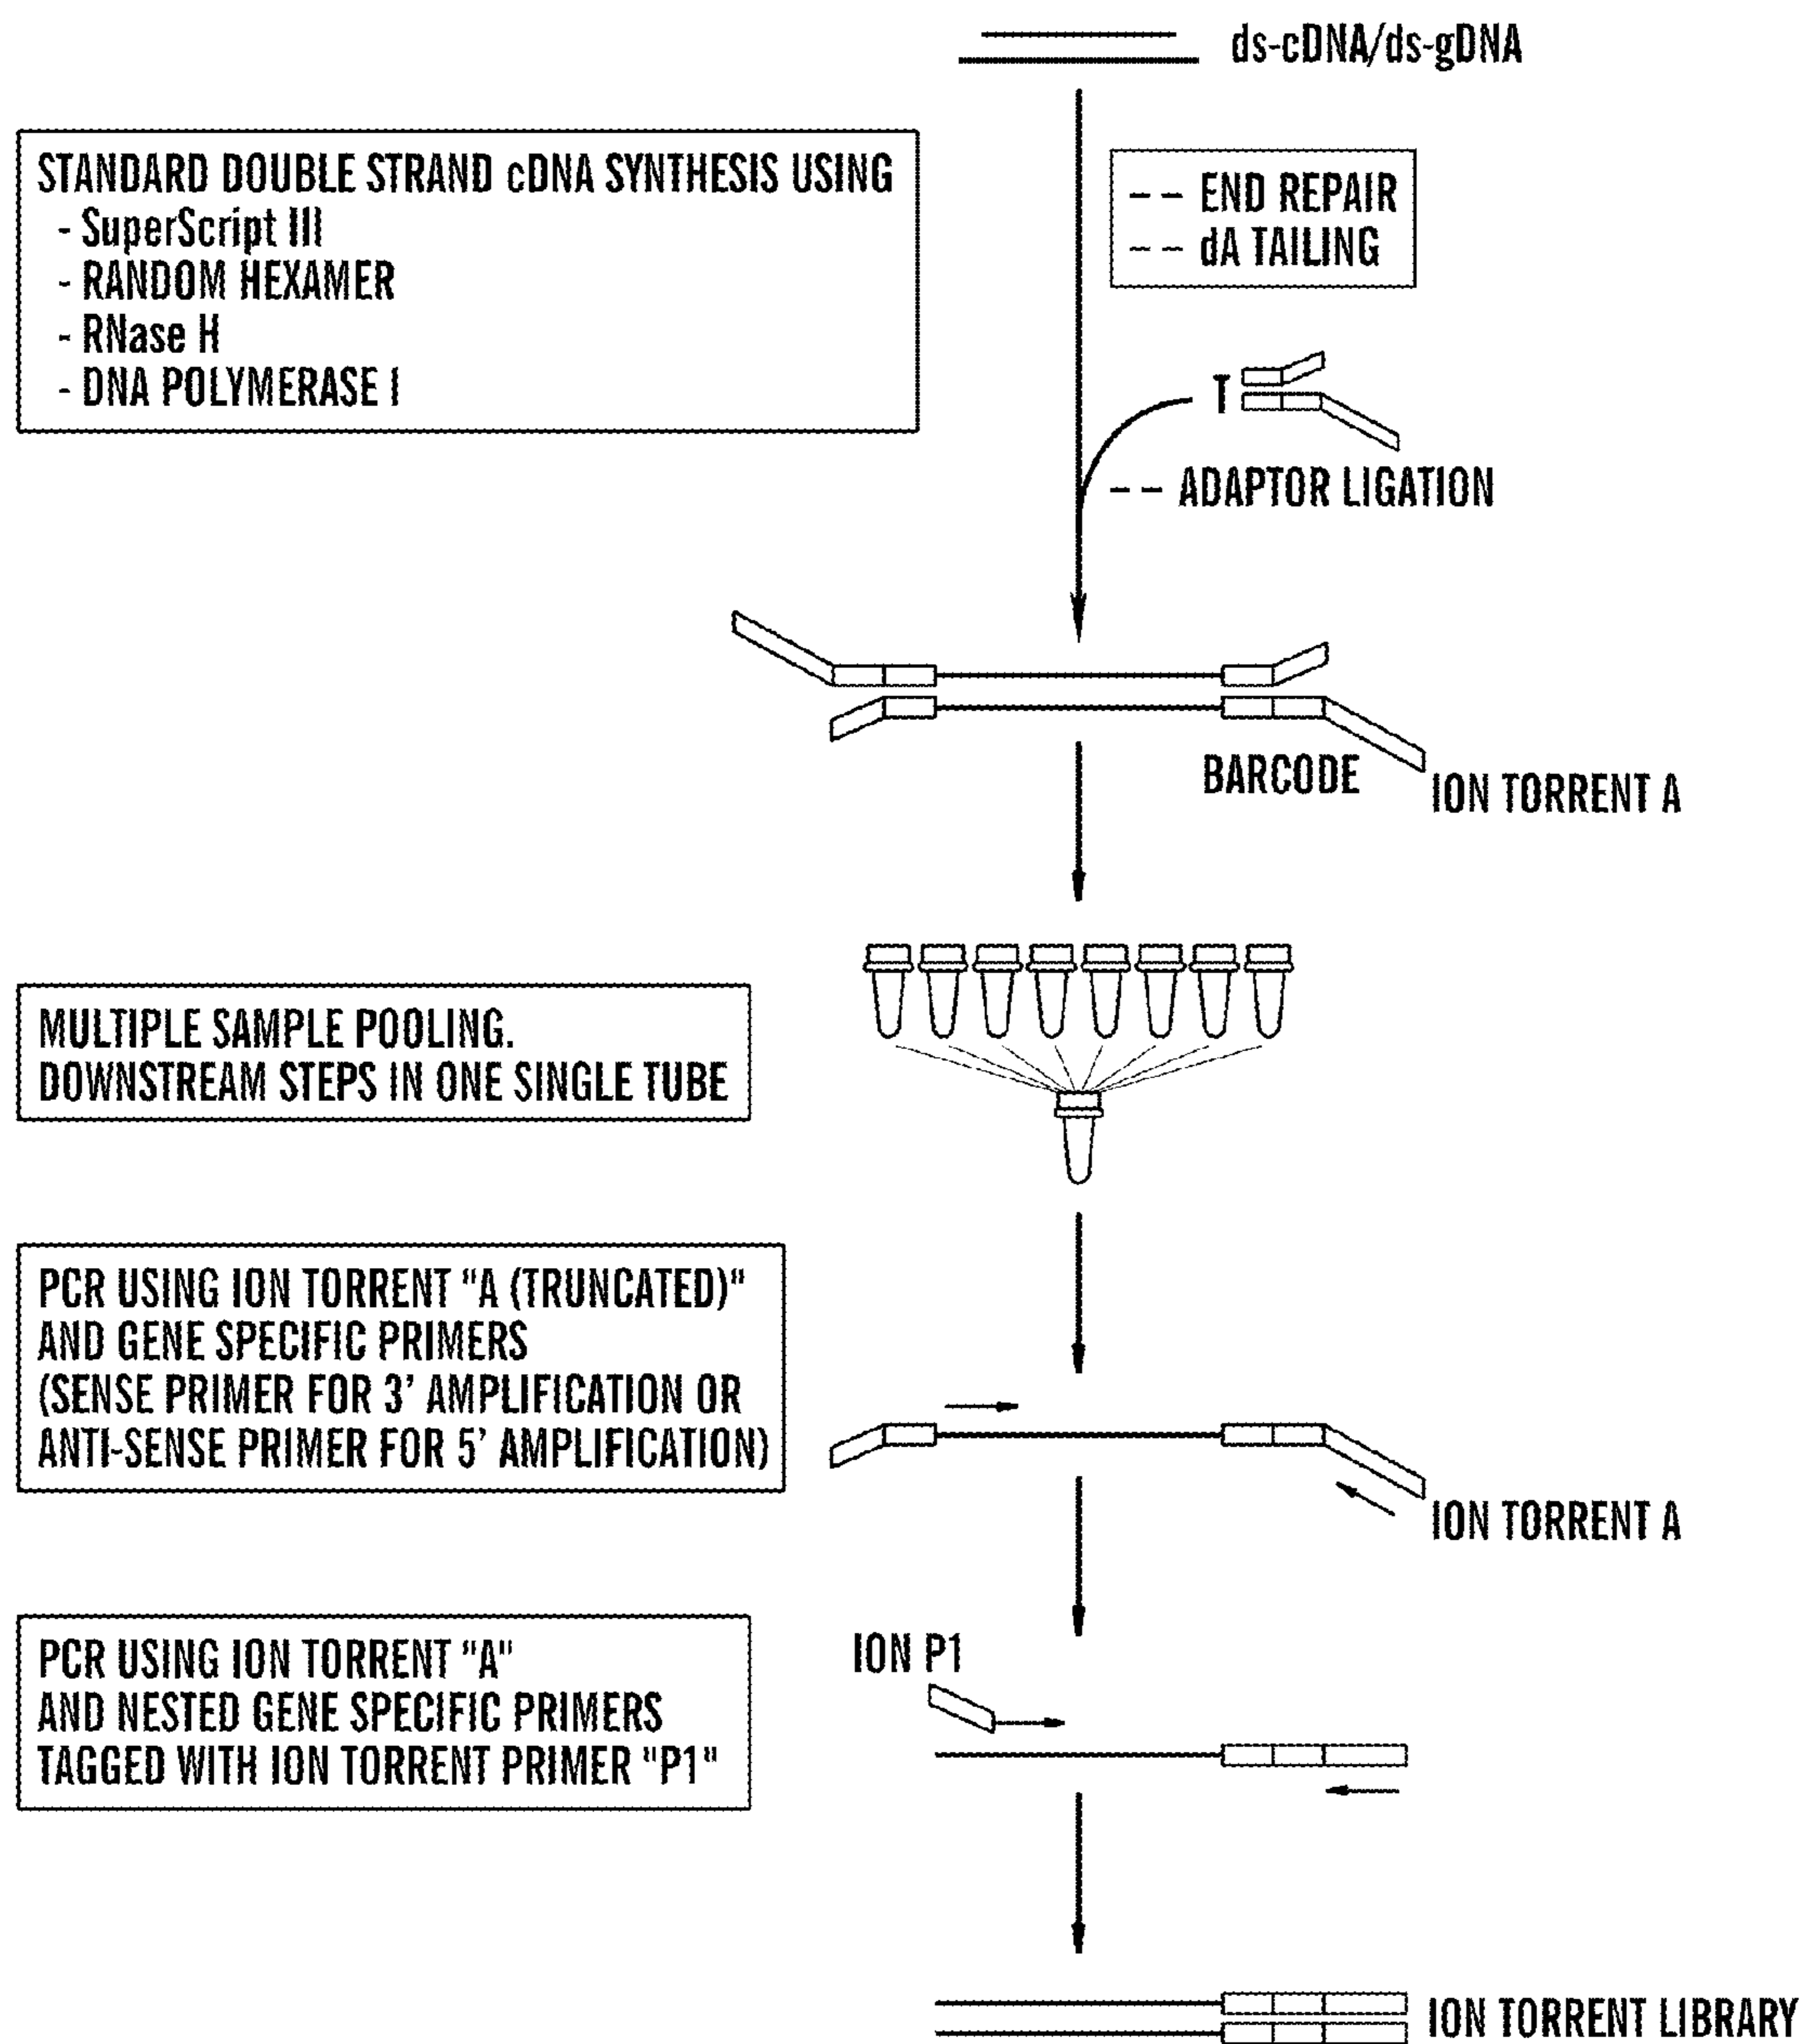 ds-cDNA/ds-gDNA
STANDARD DOUBLE STRAND cDNA SYNTHESIS USING
- SuperScript III
- RANDOM HEXAMER
- RNase H
- DNA POLYMERASE I
-- END REPAIR
-- dA TAILING
T
-- ADAPTOR LIGATION
BARCODE
ION TORRENT A
MULTIPLE SAMPLE POOLING.
DOWNSTREAM STEPS IN ONE SINGLE TUBE
PCR USING ION TORRENT "A (TRUNCATED)"
AND GENE SPECIFIC PRIMERS
(SENSE PRIMER FOR 3' AMPLIFICATION OR
ANTI-SENSE PRIMER FOR 5' AMPLIFICATION)
ION TORRENT A
PCR USING ION TORRENT "A"
AND NESTED GENE SPECIFIC PRIMERS
TAGGED WITH ION TORRENT PRIMER "P1"
ION P1
ION TORRENT LIBRARY